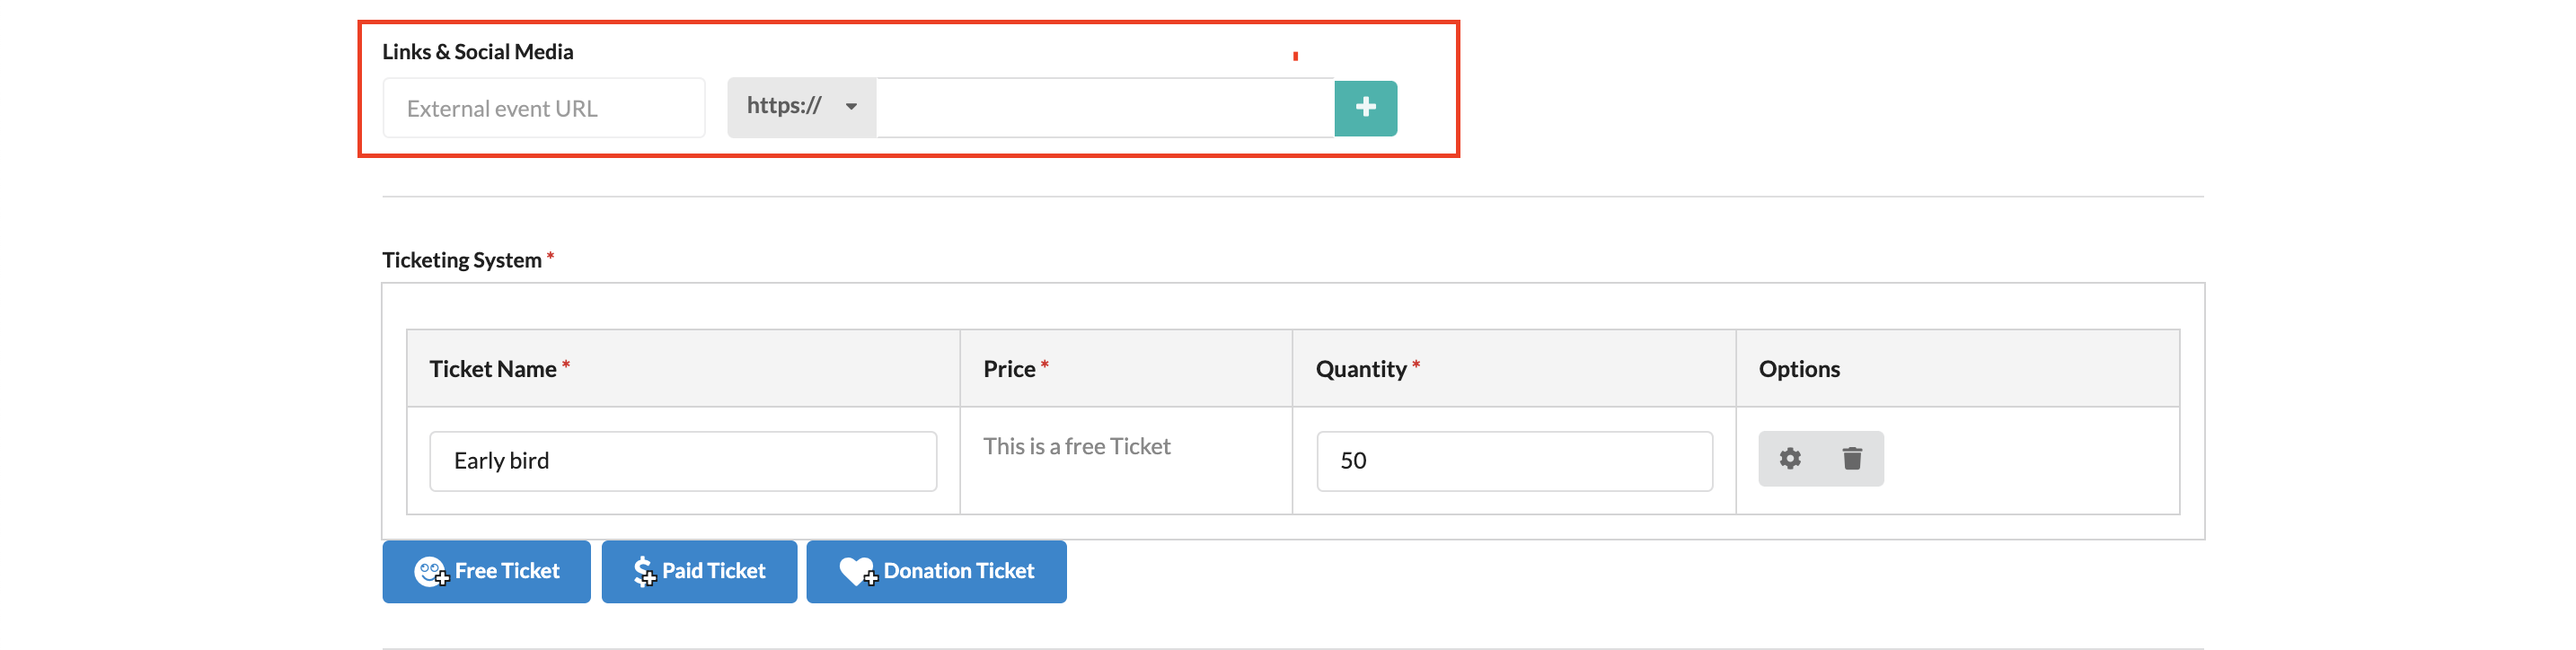 Links & Social Media
External event URL https://
Ticketing System *
Ticket Name * Price * Quantity * Options
Early bird This is a free Ticket 50
Free Ticket Paid Ticket Donation Ticket